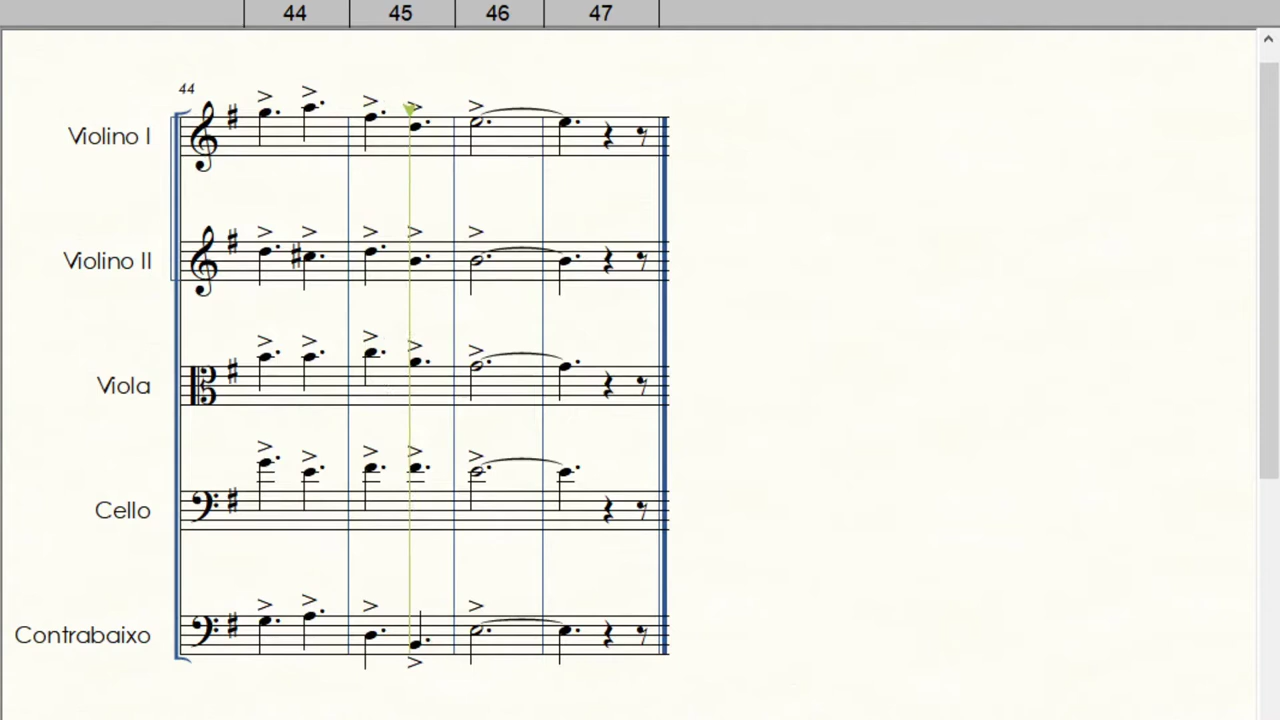 44 45 46 47
44
Violino I
Violino II
Viola
Cello
Contrabaixo